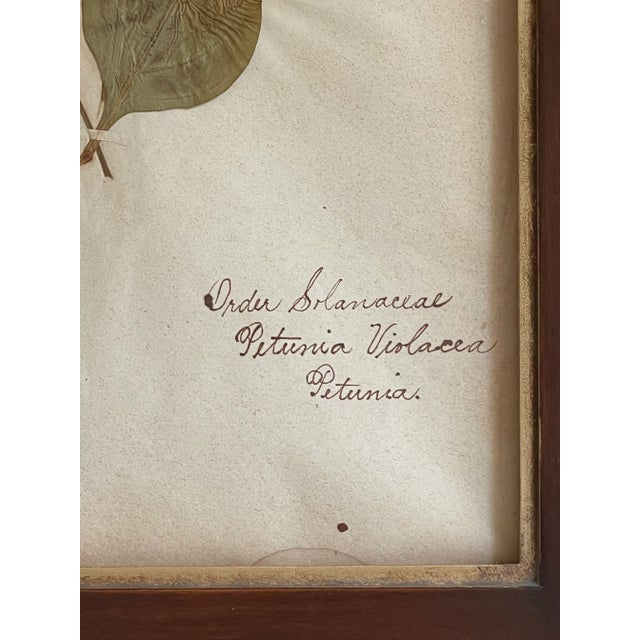 Order Solanaceae
Petunia Violacea
Petunia.